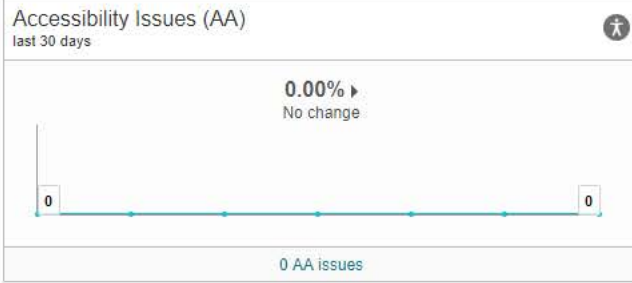 Accessibility Issues (AA)
last 30 days
0.00%
No change
0
0
0 AA issues